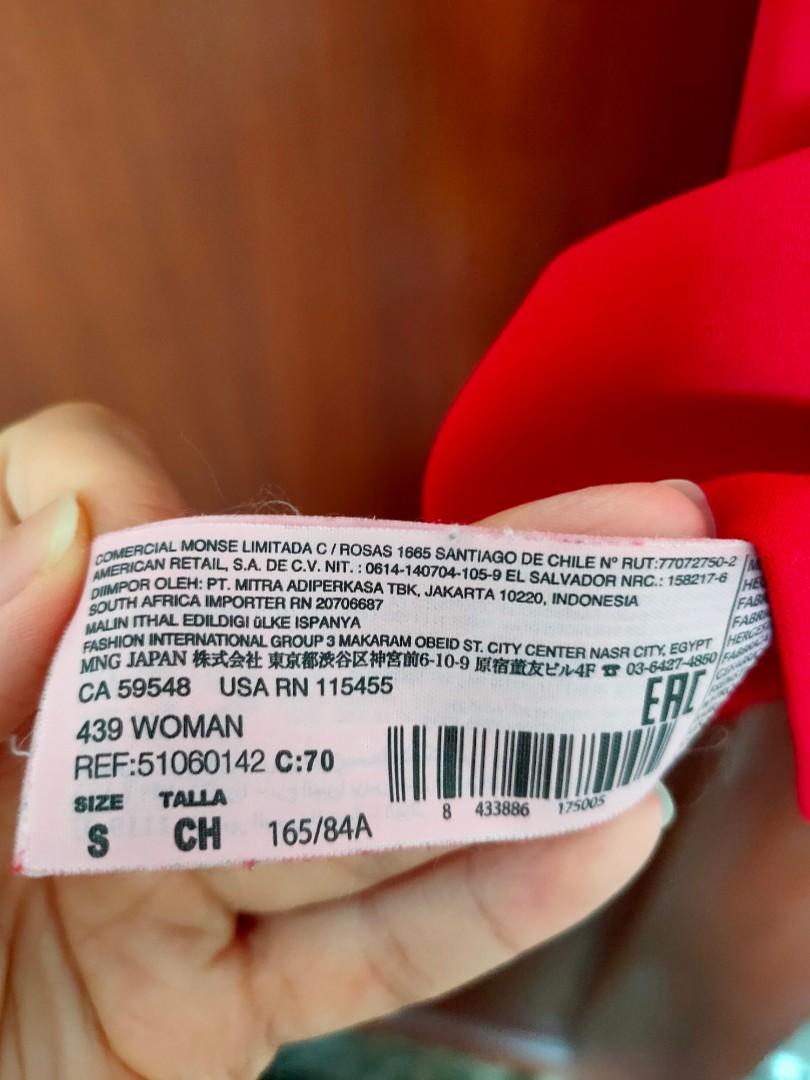 COMERCIAL MONSE LIMITADA C / ROSAS 1665 SANTIAGO DE CHILE Nº RUT:77072750-2
AMERICAN RETAIL, S.A. DE C.V. NIT. : 0614-140704-105-9 EL SALVADOR NRC.: 158217-6
DIIMPOR OLEH: PT. MITRA ADIPERKASA TBK, JAKARTA 10220, INDONESIA
SOUTH AFRICA IMPORTER RN 20706687
MALIN ITHAL EDILDIGI üLKE ISPANYA
FASHION INTERNATIONAL GROUP 3 MAKARAM OBEID ST. CITY CENTER NASR CITY, EGYPT
MNG JAPAN 株式会社 東京都渋谷区神宮前6-10-9 原宿董友ビル4F ☎ 03-6427-4850
CA 59548 USA RN 115455
EAC
439 WOMAN
REF:51060142 C:70
8 433886 175005
SIZE TALLA
S CH 165/84A